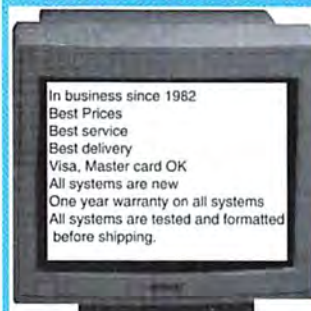 In business since 1982
Best Prices
Best service
Best delivery
Visa, Master card OK
All systems are new
One year warranty on all systems
All systems are tested and formatted
before shipping.